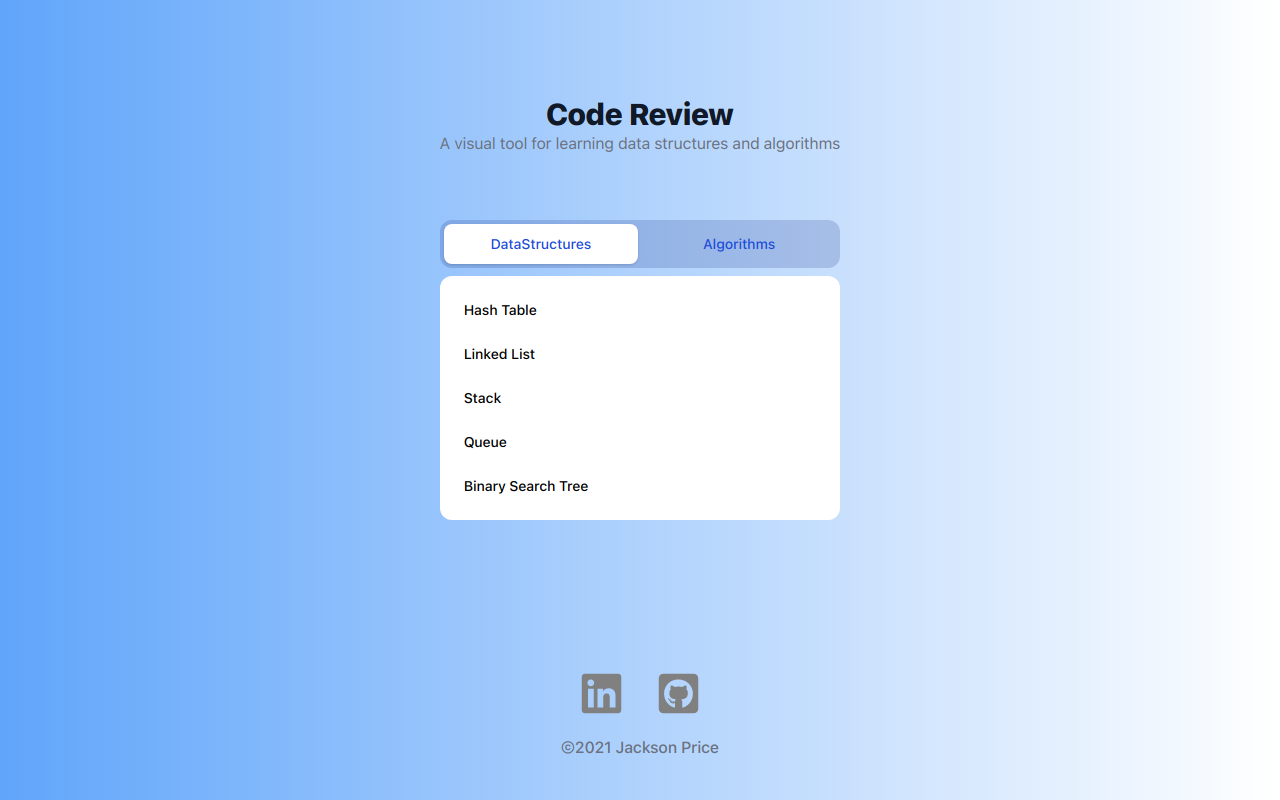 Code Review
A visual tool for learning data structures and algorithms
DataStructures Algorithms
Hash Table
Linked List
Stack
Queue
Binary Search Tree
in
©2021 Jackson Price